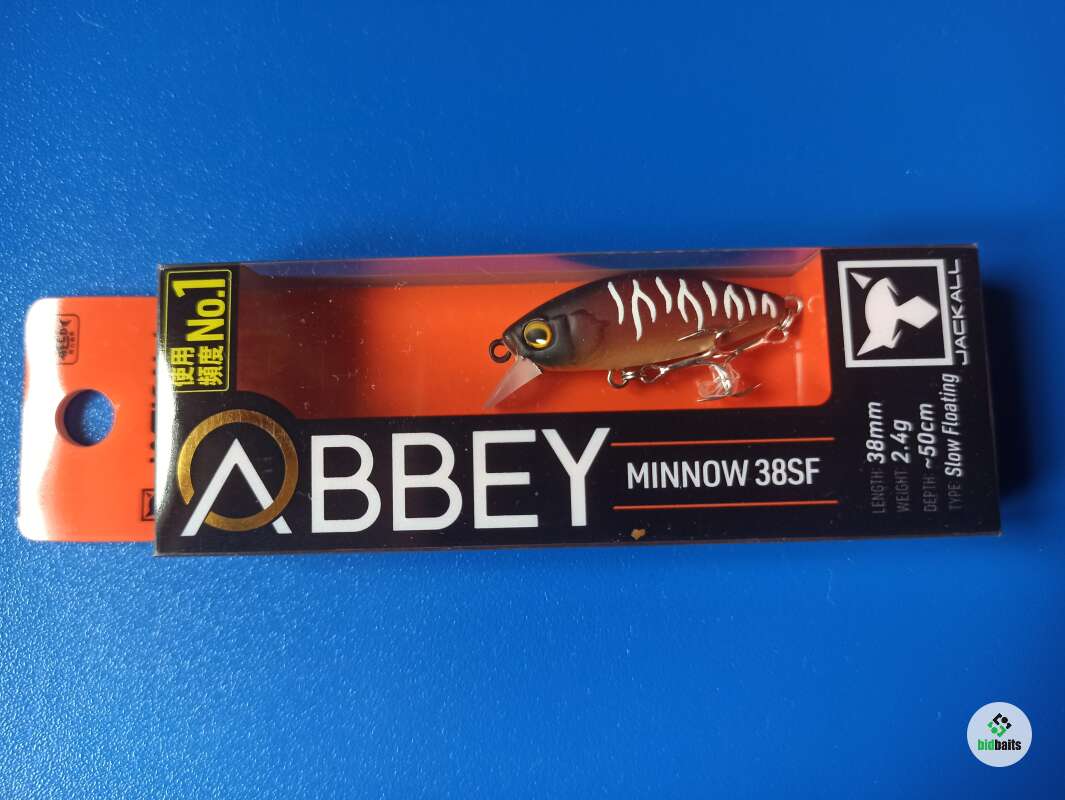 使用
頻度
No.1
ABBEY
MINNOW 38SF
JACKALL
LENGTH: 38mm
WEIGHT: 2.4g
DEPTH: ~50cm
TYPE: Slow Floating
bidbaits